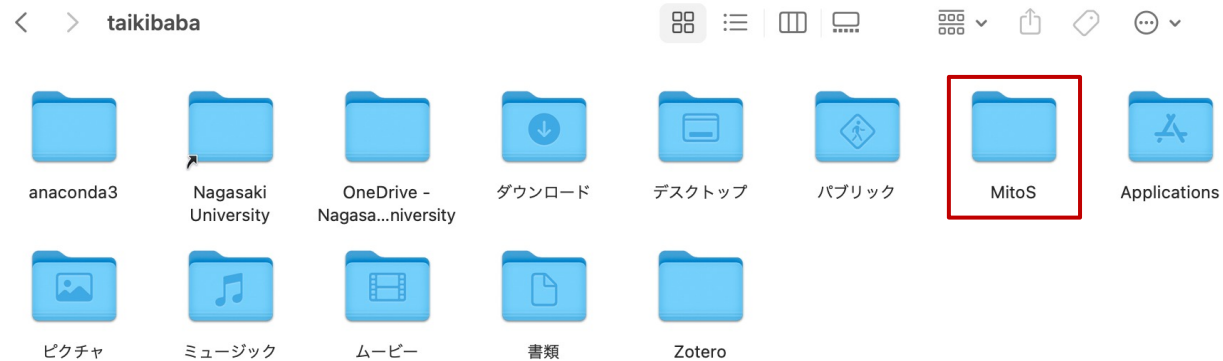 taikibaba
anaconda3
Nagasaki
University
OneDrive -
Nagasa...niversity
ダウンロード
デスクトップ
パブリック
MitoS
Applications
ピクチャ
ミュージック
ムービー
書類
Zotero